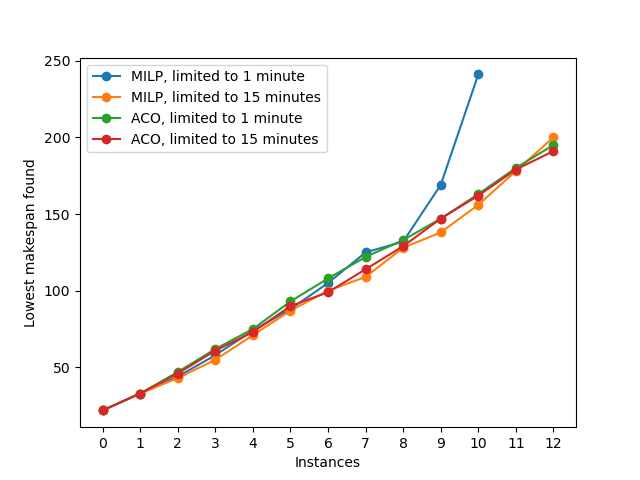 250
200
150
100
50
Lowest makespan found
MILP, limited to 1 minute
MILP, limited to 15 minutes
ACO, limited to 1 minute
ACO, limited to 15 minutes
0 1 2 3 4 5 6 7 8 9 10 11 12
Instances